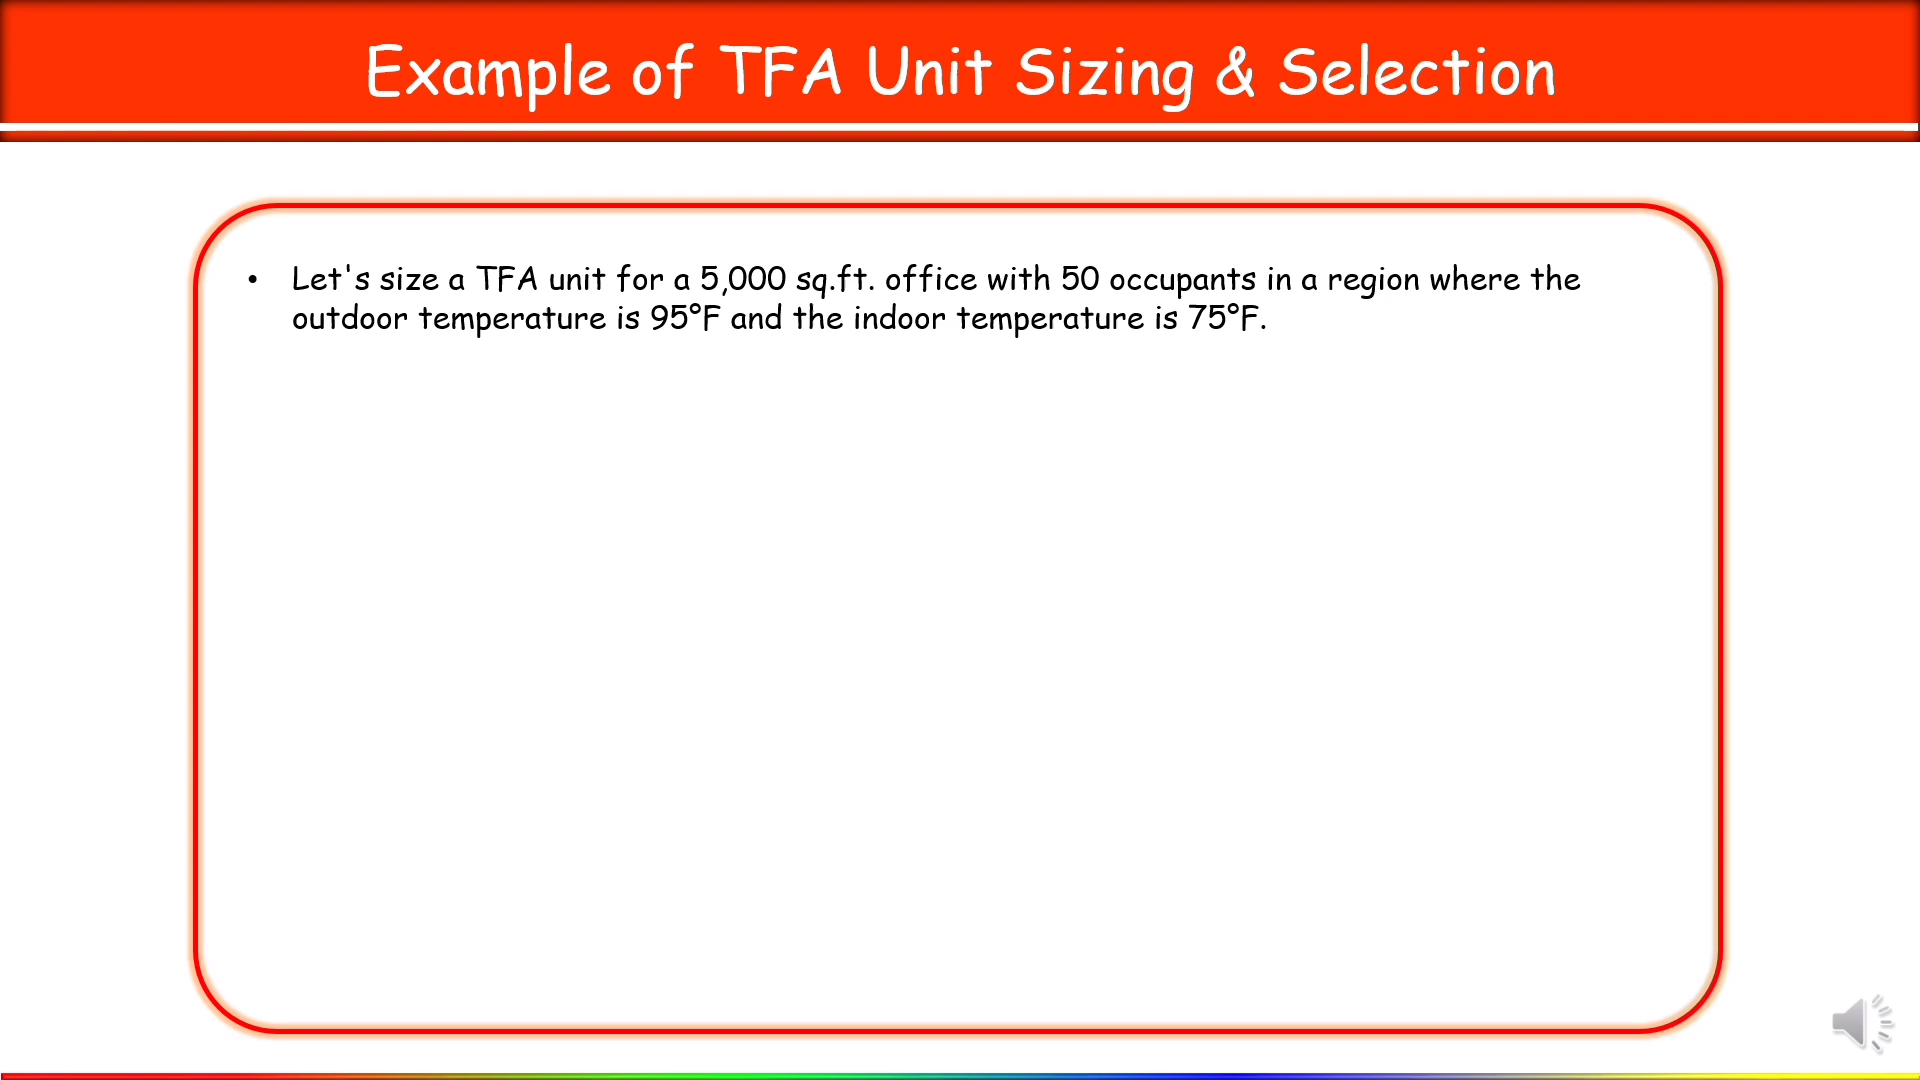 Example of TFA Unit Sizing & Selection
• Let's size a TFA unit for a 5,000 sq.ft. office with 50 occupants in a region where the
outdoor temperature is 95°F and the indoor temperature is 75°F.